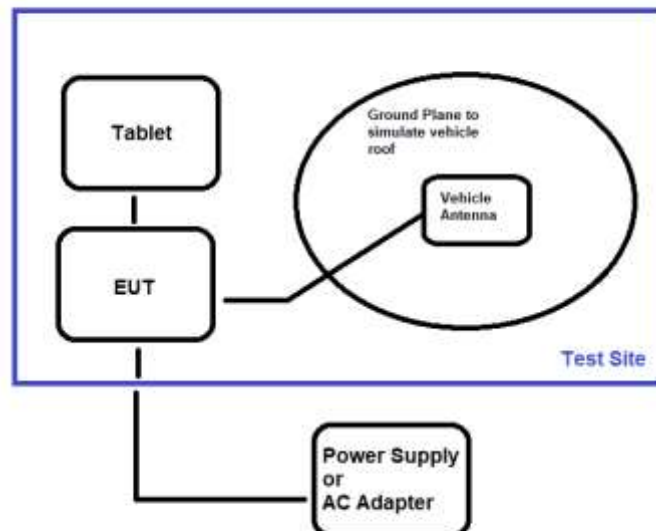 Tablet
Ground Plane to
simulate vehicle
roof
Vehicle
Antenna
EUT
Test Site
Power Supply
or
AC Adapter